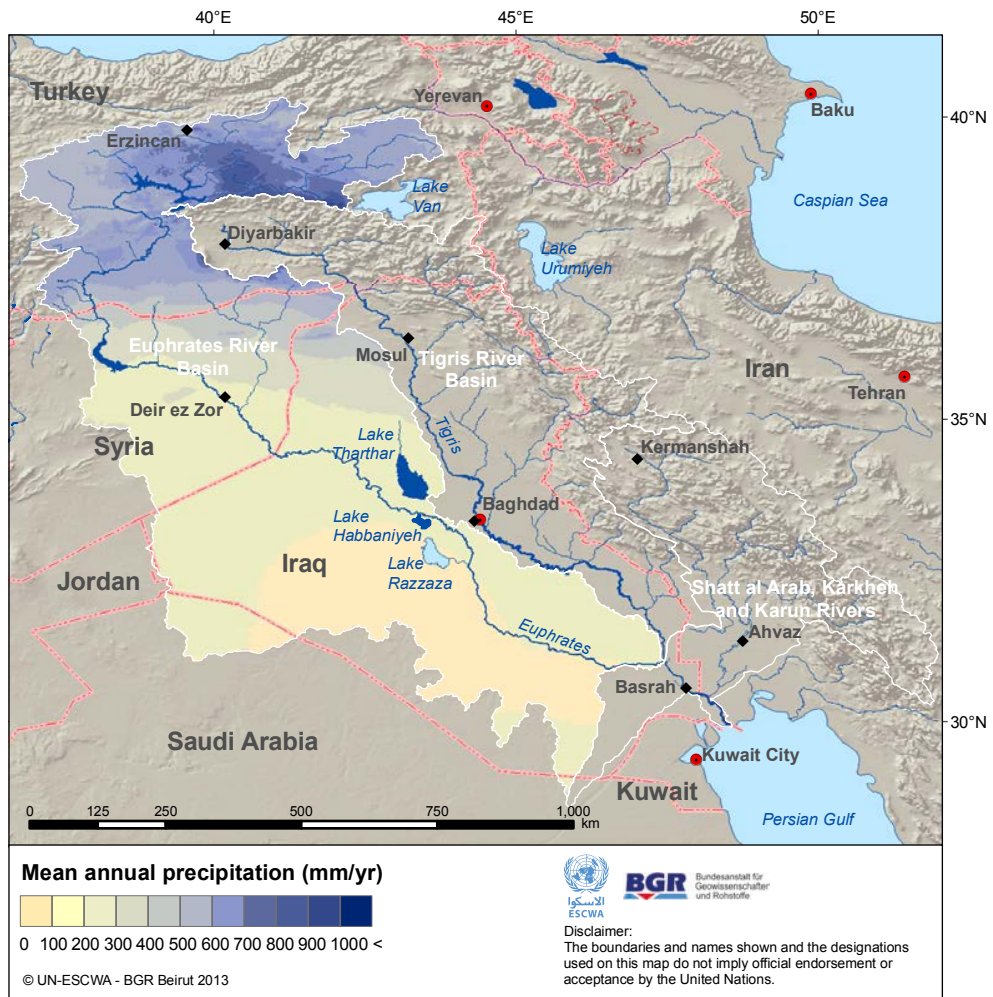 40°E
45°E
50°E
Turkey
Yerevan
Baku
40°N
Erzincan
Lake
Van
Caspian Sea
Diyarbakir
Lake
Urumiyeh
Euphrates River
Basin
Mosul
Tigris River
Basin
Iran
Tehran
Deir ez Zor
35°N
Syria
Lake
Tharthar
Tigris
Kermanshah
Baghdad
Lake
Habbaniyeh
Iraq
Lake
Razzaza
Jordan
Shatt al Arab, Karkheh
and Karun Rivers
Ahvaz
Euphrates
Basrah
30°N
Saudi Arabia
Kuwait City
Kuwait
Persian Gulf
0 125 250 500 750 1,000
km
Mean annual precipitation (mm/yr)
0 100 200 300 400 500 600 700 800 900 1000 <
© UN-ESCWA - BGR Beirut 2013
الاسكوا
ESCWA
BGR
Bundesanstalt für
Geowissenschaften
und Rohstoffe
Disclaimer:
The boundaries and names shown and the designations
used on this map do not imply official endorsement or
acceptance by the United Nations.